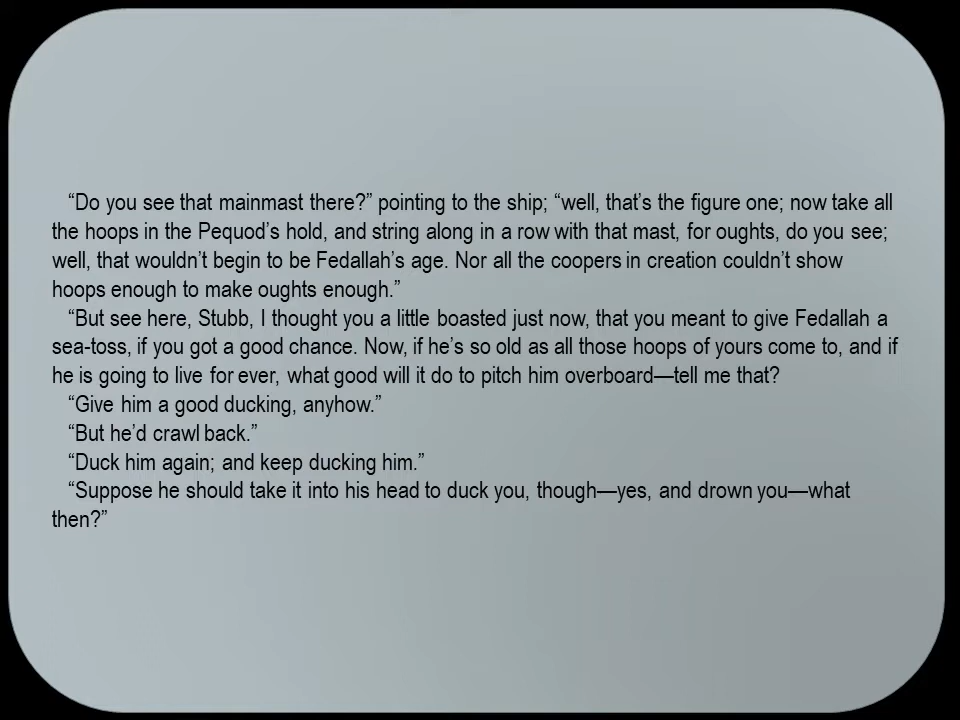 “Do you see that mainmast there?” pointing to the ship; “well, that’s the figure one; now take all
the hoops in the Pequod’s hold, and string along in a row with that mast, for oughts, do you see;
well, that wouldn’t begin to be Fedallah’s age. Nor all the coopers in creation couldn’t show
hoops enough to make oughts enough.”
“But see here, Stubb, I thought you a little boasted just now, that you meant to give Fedallah a
sea-toss, if you got a good chance. Now, if he’s so old as all those hoops of yours come to, and if
he is going to live for ever, what good will it do to pitch him overboard—tell me that?
“Give him a good ducking, anyhow.”
“But he’d crawl back.”
“Duck him again; and keep ducking him.”
“Suppose he should take it into his head to duck you, though—yes, and drown you—what
then?”